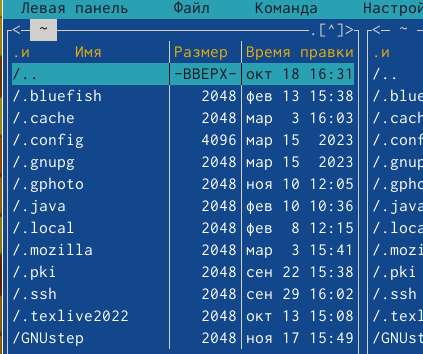 Левая панель Файл Команда Настрой
<─ ~ .[^]> <─ ~
.и Имя Размер Время правки .и
/.. -ВВЕРХ- окт 18 16:31 /..
/.bluefish 2048 фев 13 15:38 /.blue
/.cache 2048 мар 3 16:03 /.cach
/.config 4096 мар 15 2023 /.conf
/.gnupg 2048 мар 15 2023 /.gnup
/.gphoto 2048 ноя 10 12:05 /.gpho
/.java 2048 фев 10 10:36 /.java
/.local 2048 фев 8 12:15 /.loca
/.mozilla 2048 мар 3 15:41 /.mozi
/.pki 2048 сен 22 15:38 /.pki
/.ssh 2048 сен 29 16:02 /.ssh
/.texlive2022 2048 окт 13 15:08 /.texl
/GNUstep 2048 ноя 17 15:49 /GNUst